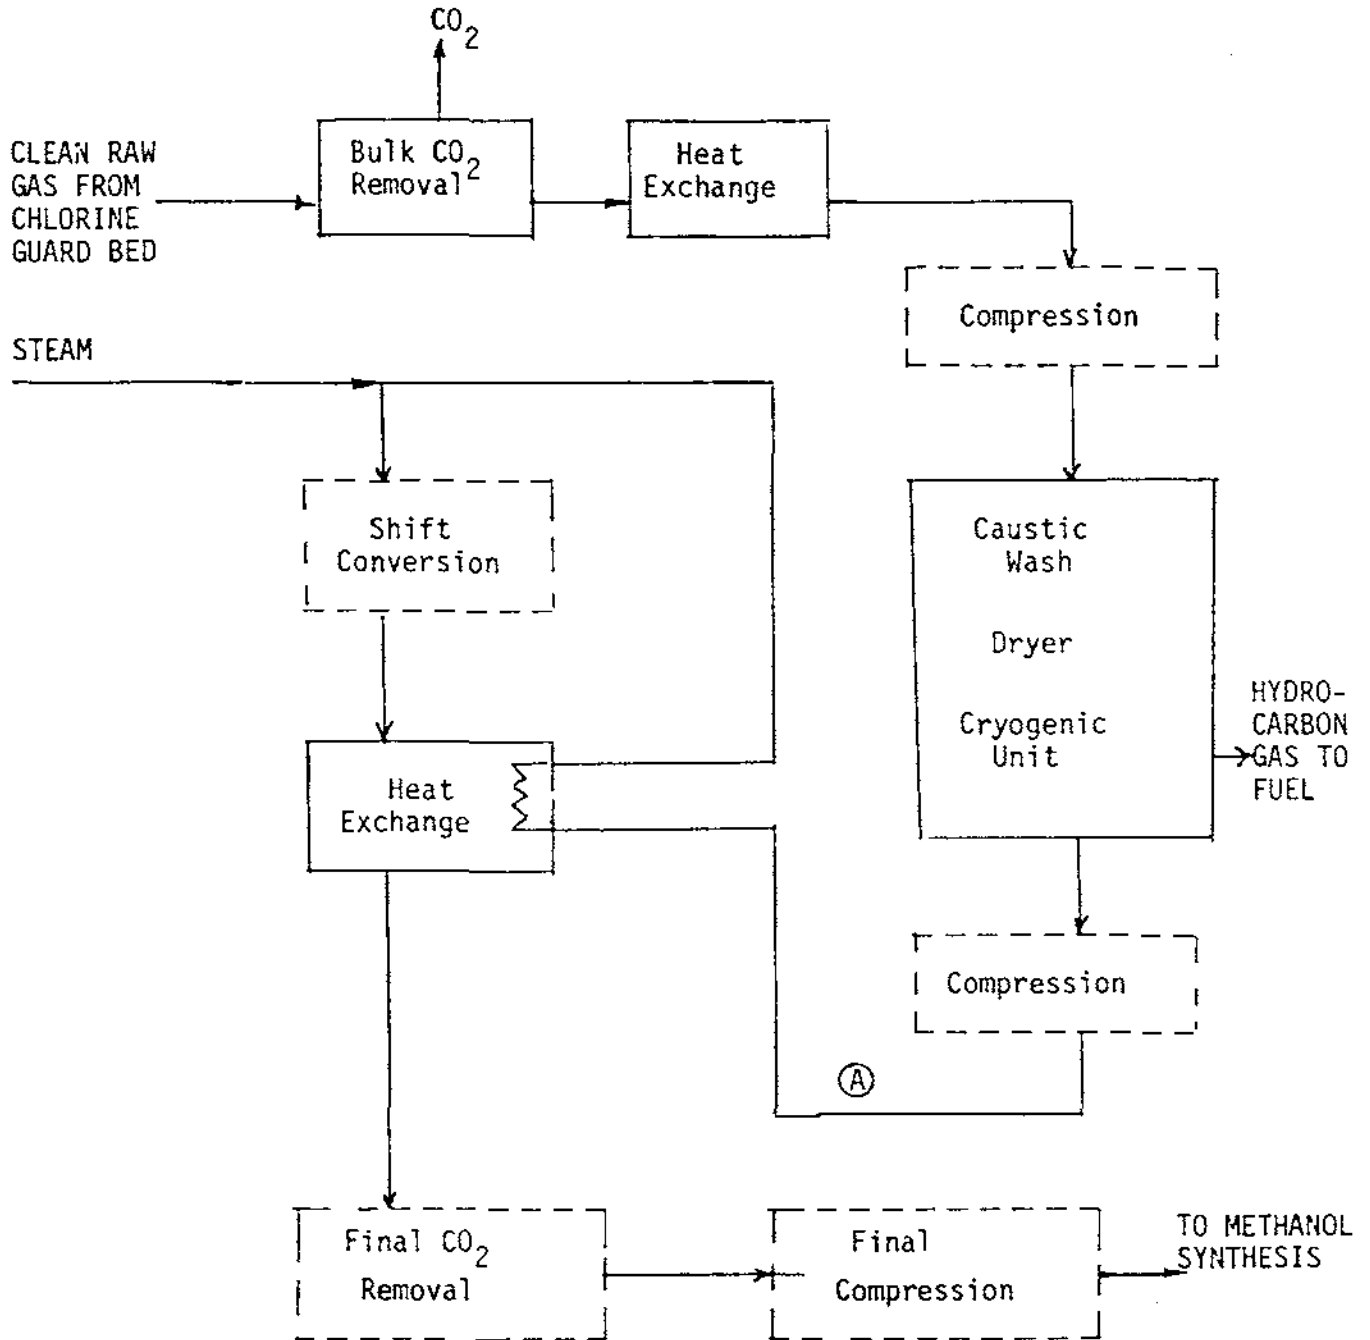 CO2
CLEAN RAW
GAS FROM
CHLORINE
GUARD BED
Bulk CO2
Removal
Heat
Exchange
Compression
STEAM
Shift
Conversion
Caustic
Wash
Dryer
Cryogenic
Unit
HYDRO-
CARBON
GAS TO
FUEL
Heat
Exchange
Compression
A
Final CO2
Removal
Final
Compression
TO METHANOL
SYNTHESIS